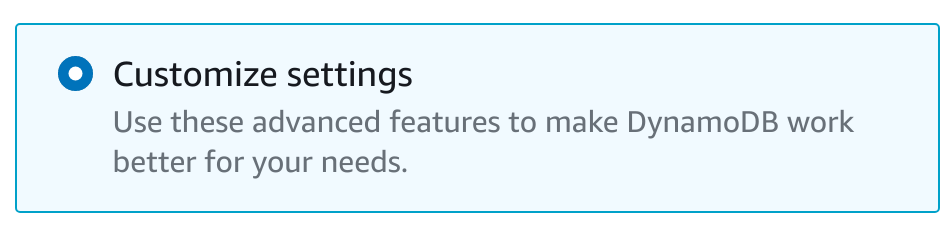 Customize settings
Use these advanced features to make DynamoDB work
better for your needs.